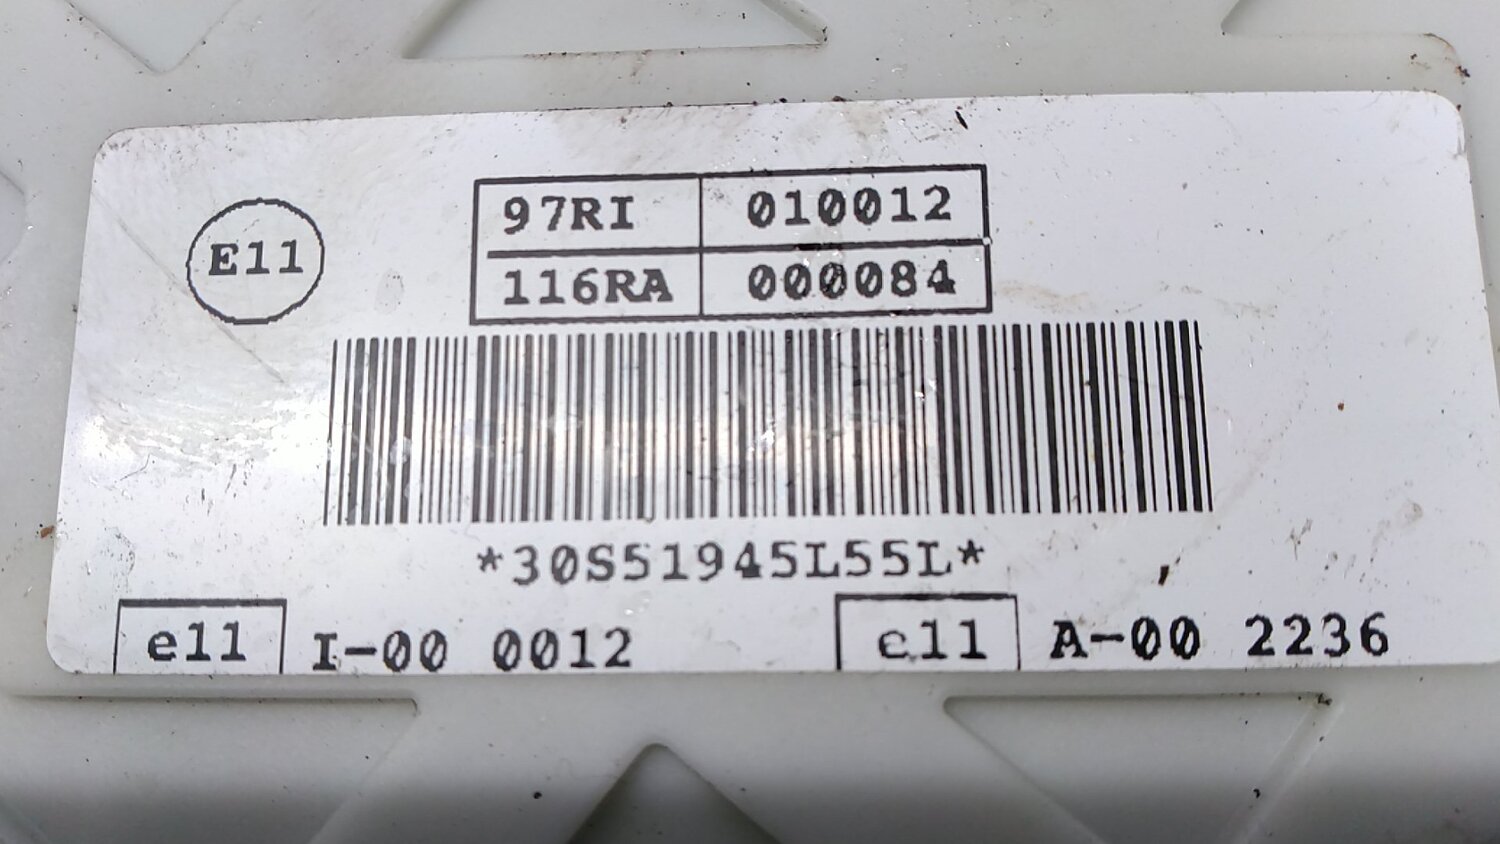 E11
97RI 010012
116RA 000084
*30S51945L55L*
e11 I-00 0012 e11 A-00 2236